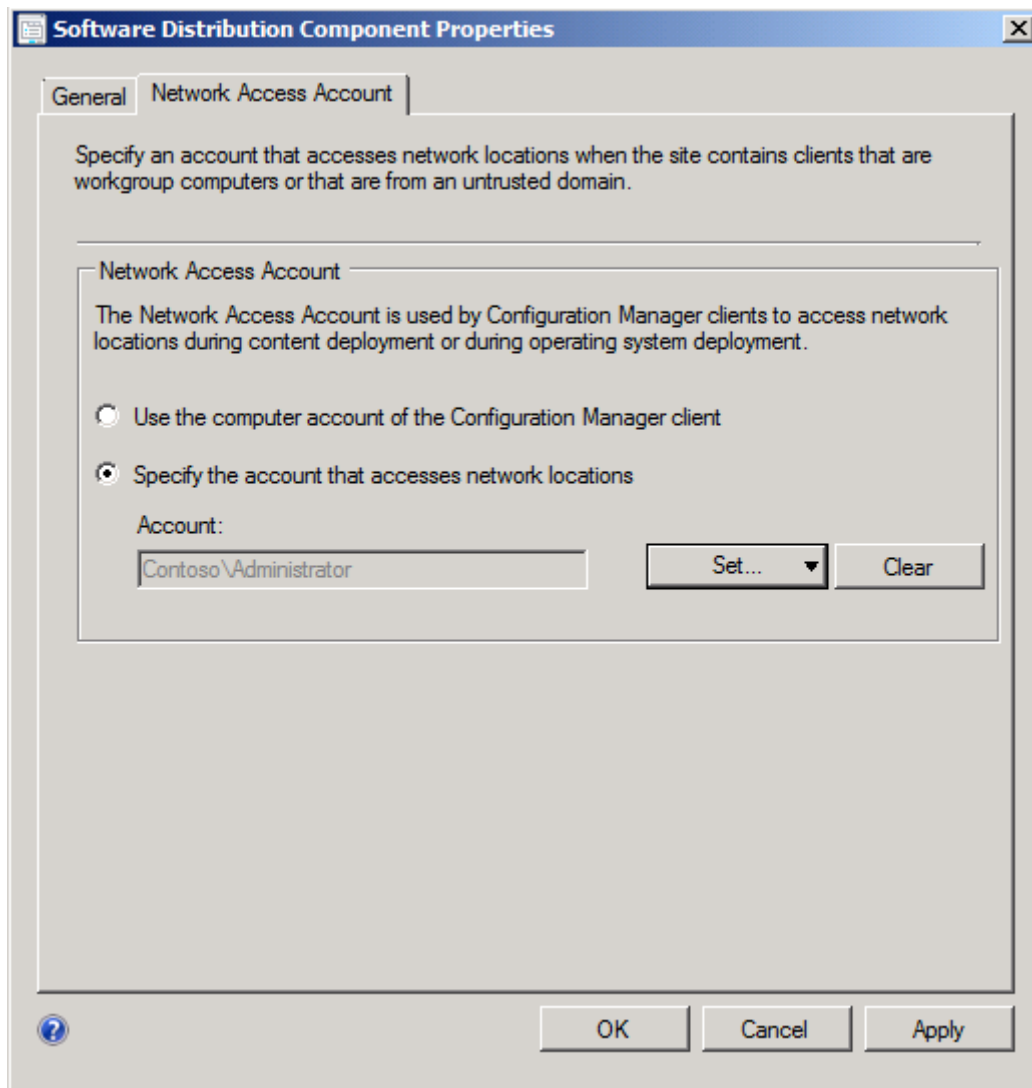 Software Distribution Component Properties
General
Network Access Account
Specify an account that accesses network locations when the site contains clients that are
workgroup computers or that are from an untrusted domain.
Network Access Account
The Network Access Account is used by Configuration Manager clients to access network
locations during content deployment or during operating system deployment.
Use the computer account of the Configuration Manager client
Specify the account that accesses network locations
Account:
Contoso\Administrator
Set...
Clear
OK
Cancel
Apply